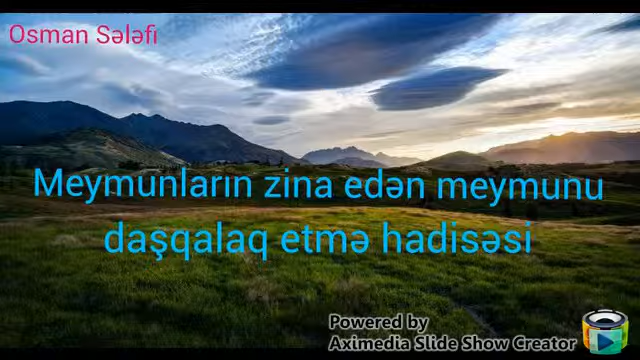 Osman Sələfi
Meymunların zina edən meymunu
daşqalaq etmə hadisəsi
Powered by
Aximedia Slide Show Creator